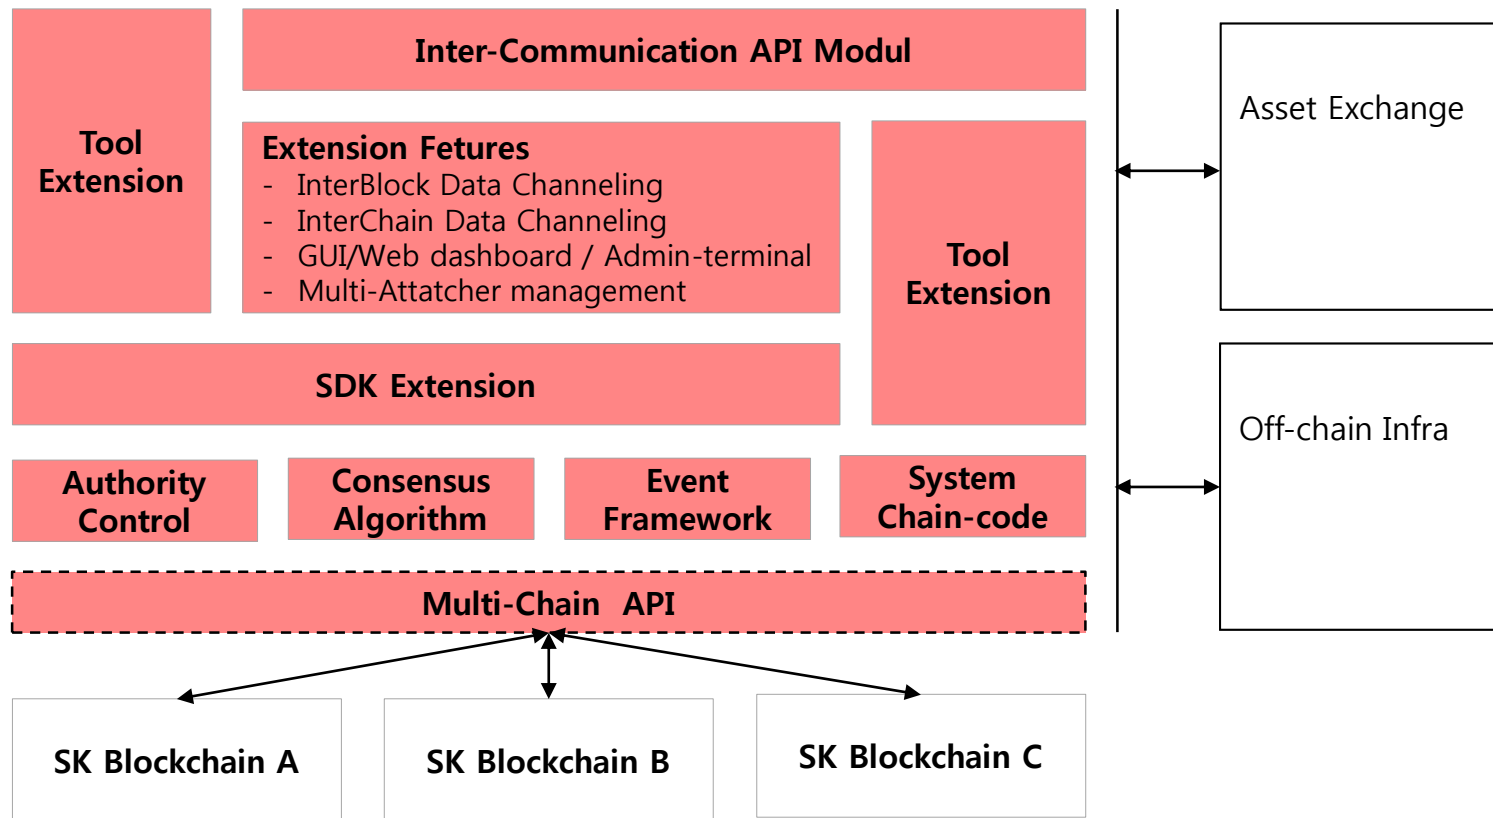 Inter-Communication API Modul
Tool
Extension
Extension Fetures
- InterBlock Data Channeling
- InterChain Data Channeling
- GUI/Web dashboard / Admin-terminal
- Multi-Attatcher management
Tool
Extension
SDK Extension
Authority
Control
Consensus
Algorithm
Event
Framework
System
Chain-code
Multi-Chain API
SK Blockchain A
SK Blockchain B
SK Blockchain C
Asset Exchange
Off-chain Infra